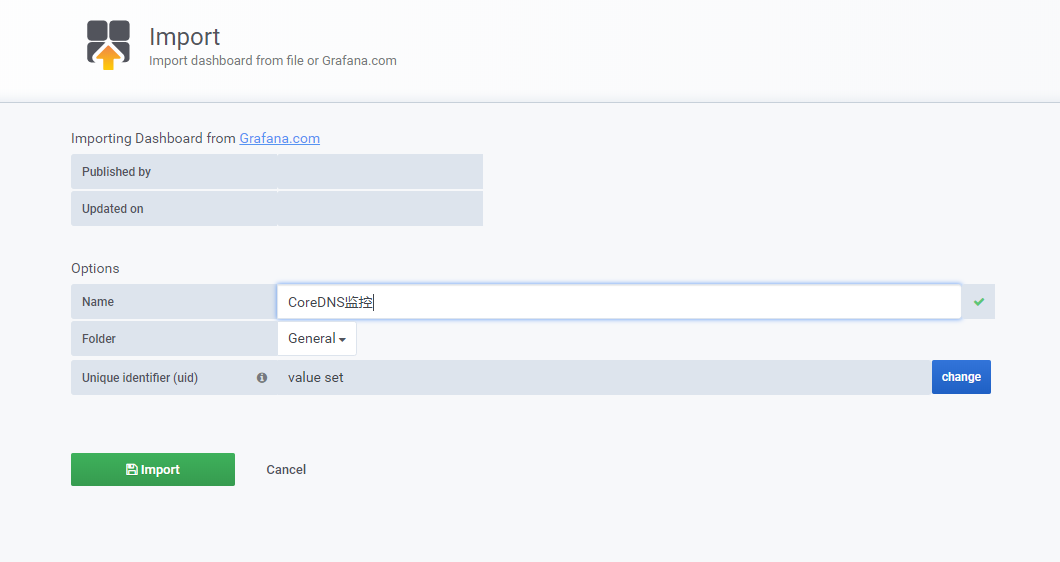 Import
Import dashboard from file or Grafana.com
Importing Dashboard from Grafana.com
Published by
Updated on
Options
Name CoreDNS监控
Folder General
Unique identifier (uid) value set change
Import Cancel